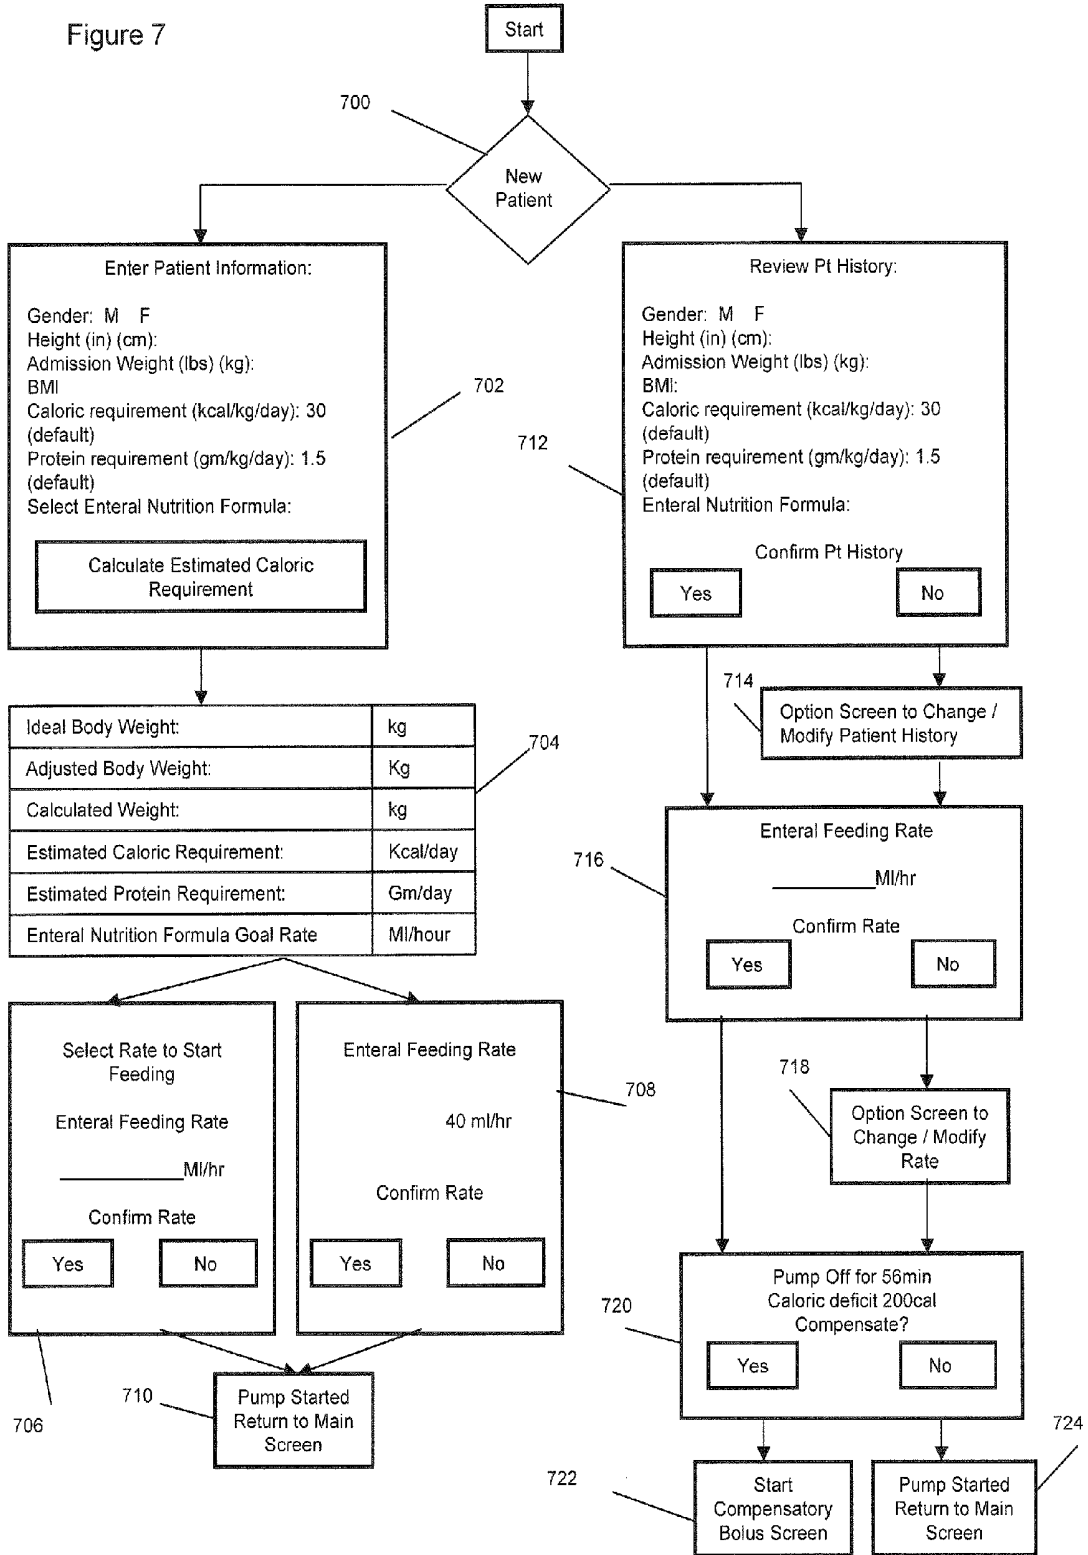 Figure 7
Start
700
New
Patient
Enter Patient Information:
Gender: M F
Height (in) (cm):
Admission Weight (lbs) (kg):
BMI
Caloric requirement (kcal/kg/day): 30
(default)
Protein requirement (gm/kg/day): 1.5
(default)
Select Enteral Nutrition Formula:
Calculate Estimated Caloric
Requirement
702
Review Pt History:
Gender: M F
Height (in) (cm):
Admission Weight (lbs) (kg):
BMI:
Caloric requirement (kcal/kg/day): 30
(default)
Protein requirement (gm/kg/day): 1.5
(default)
Enteral Nutrition Formula:
Confirm Pt History
Yes No
712
714
Option Screen to Change /
Modify Patient History
Ideal Body Weight: kg
Adjusted Body Weight: Kg
Calculated Weight: kg
Estimated Caloric Requirement: Kcal/day
Estimated Protein Requirement: Gm/day
Enteral Nutrition Formula Goal Rate Ml/hour
704
Enteral Feeding Rate
__________Ml/hr
Confirm Rate
Yes No
716
Select Rate to Start
Feeding
Enteral Feeding Rate
____________Ml/hr
Confirm Rate
Yes No
706
Enteral Feeding Rate
40 ml/hr
Confirm Rate
Yes No
708
718
Option Screen to
Change / Modify
Rate
710
Pump Started
Return to Main
Screen
720
Pump Off for 56min
Caloric deficit 200cal
Compensate?
Yes No
722
Start
Compensatory
Bolus Screen
Pump Started
Return to Main
Screen
724